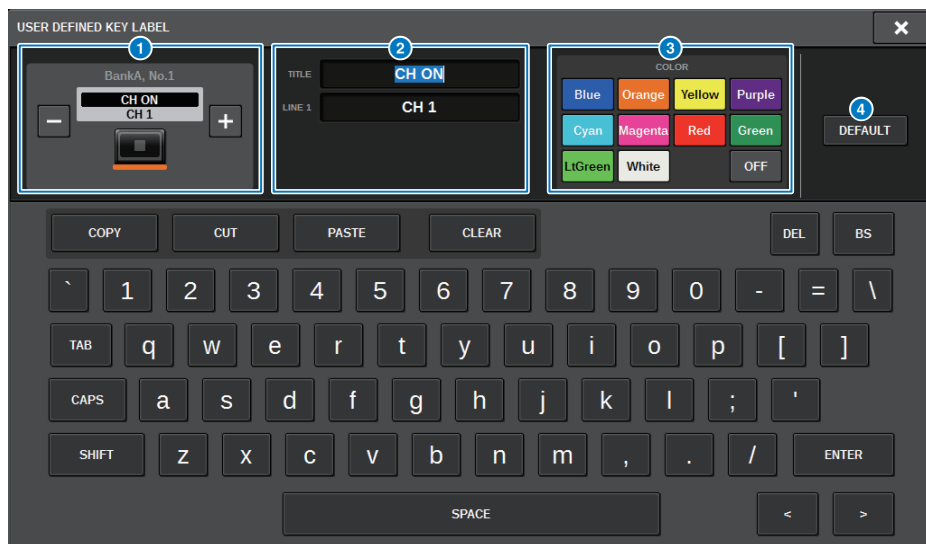 USER DEFINED KEY LABEL
×
1
2
3
4
BankA, No.1
CH ON
CH 1
−
+
TITLE CH ON
LINE 1 CH 1
COLOR
Blue Orange Yellow Purple
Cyan Magenta Red Green
LtGreen White OFF
DEFAULT
COPY CUT PASTE CLEAR DEL BS
` 1 2 3 4 5 6 7 8 9 0 - = \
TAB q w e r t y u i o p [ ]
CAPS a s d f g h j k l ; '
SHIFT z x c v b n m , . / ENTER
SPACE < >